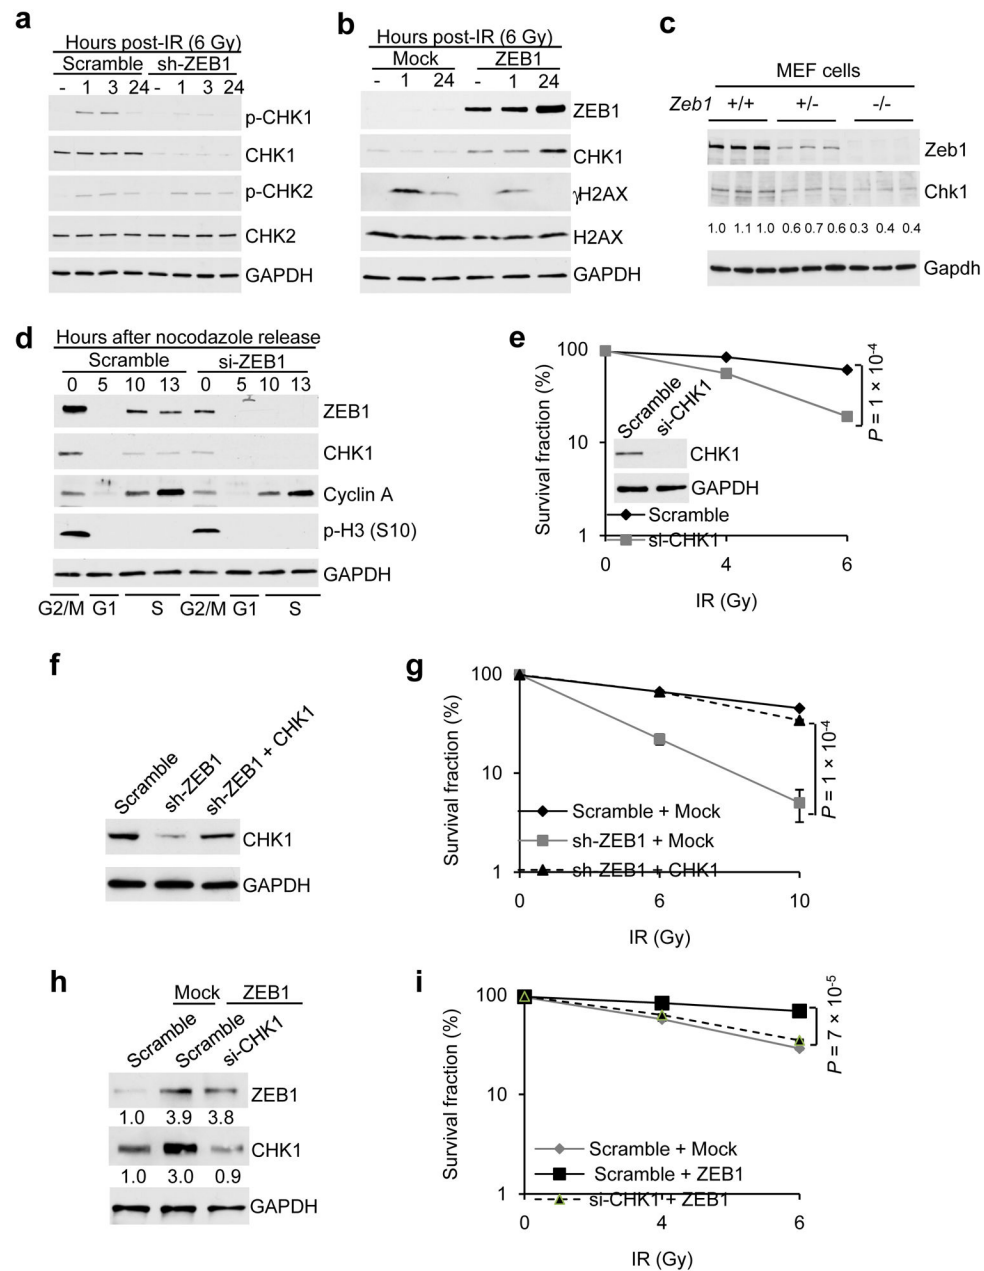 a
Hours post-IR (6 Gy)
Scramble sh-ZEB1
- 1 3 24 - 1 3 24
p-CHK1
CHK1
p-CHK2
CHK2
GAPDH
b
Hours post-IR (6 Gy)
Mock ZEB1
- 1 24 - 1 24
ZEB1
CHK1
γH2AX
H2AX
GAPDH
c
MEF cells
Zeb1 +/+ +/- -/-
Zeb1
Chk1
1.0 1.1 1.0 0.6 0.7 0.6 0.3 0.4 0.4
Gapdh
d
Hours after nocodazole release
Scramble si-ZEB1
0 5 10 13 0 5 10 13
ZEB1
CHK1
Cyclin A
p-H3 (S10)
GAPDH
G2/M G1 S G2/M G1 S
e
Survival fraction (%)
100
10
1
0 4 6
IR (Gy)
Scramble
si-CHK1
CHK1
GAPDH
Scramble
si-CHK1
P = 1 × 10-4
f
Scramble
sh-ZEB1
sh-ZEB1 + CHK1
CHK1
GAPDH
g
Survival fraction (%)
100
10
1
0 6 10
IR (Gy)
Scramble + Mock
sh-ZEB1 + Mock
sh-ZEB1 + CHK1
P = 1 × 10-4
h
Mock ZEB1
Scramble
Scramble
si-CHK1
ZEB1
1.0 3.9 3.8
CHK1
1.0 3.0 0.9
GAPDH
i
Survival fraction (%)
100
10
1
0 4 6
IR (Gy)
Scramble + Mock
Scramble + ZEB1
si-CHK1 + ZEB1
P = 7 × 10-5